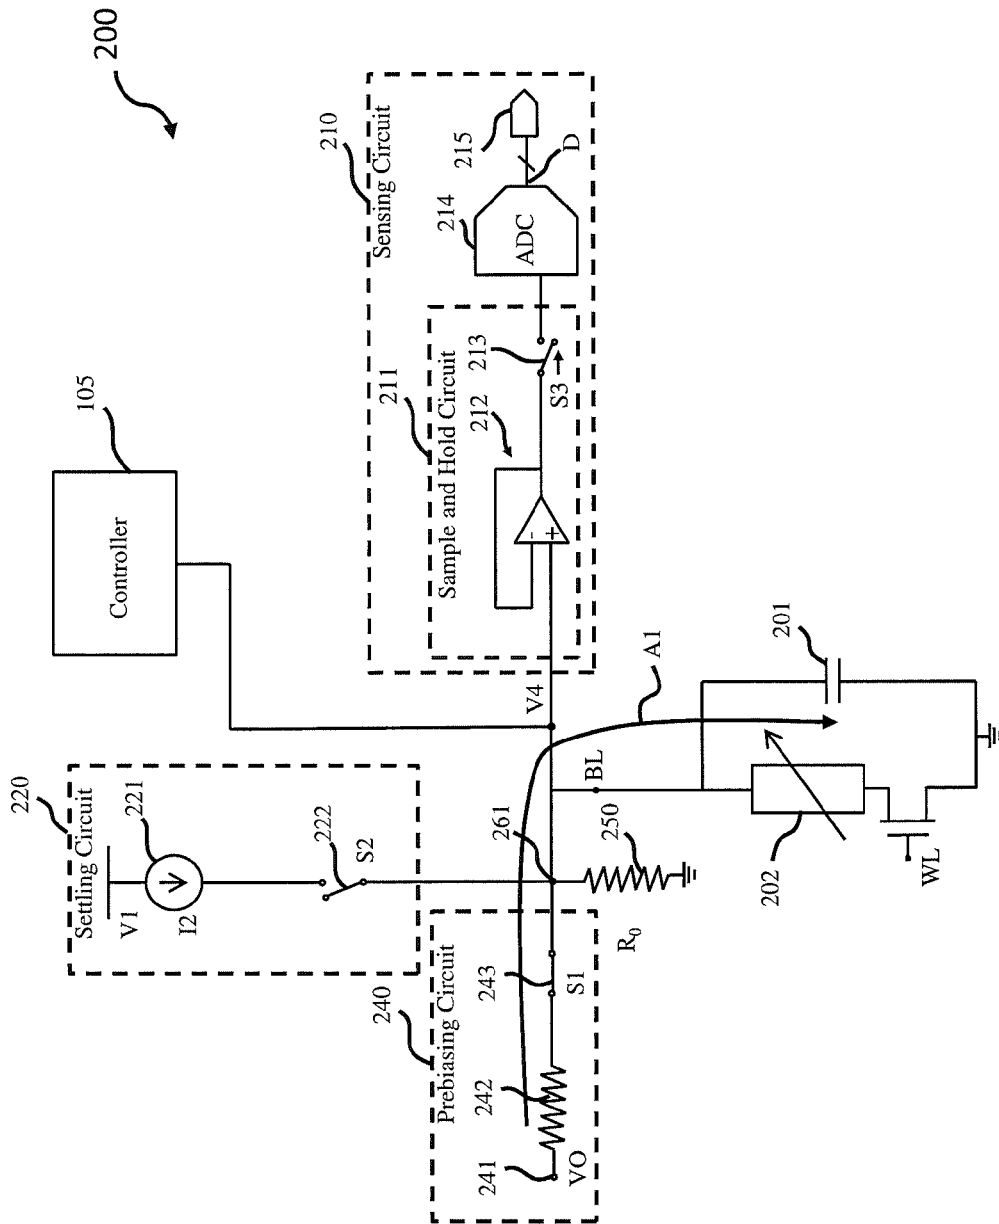 200
210
Sensing Circuit
215
D
214
ADC
211
Sample and Hold Circuit
213
S3
212
-
+
105
Controller
V4
A1
201
220
Settling Circuit
221
V1
I2
222
S2
261
BL
250
R0
202
WL
240
Prebiasing Circuit
243
S1
242
241
VO